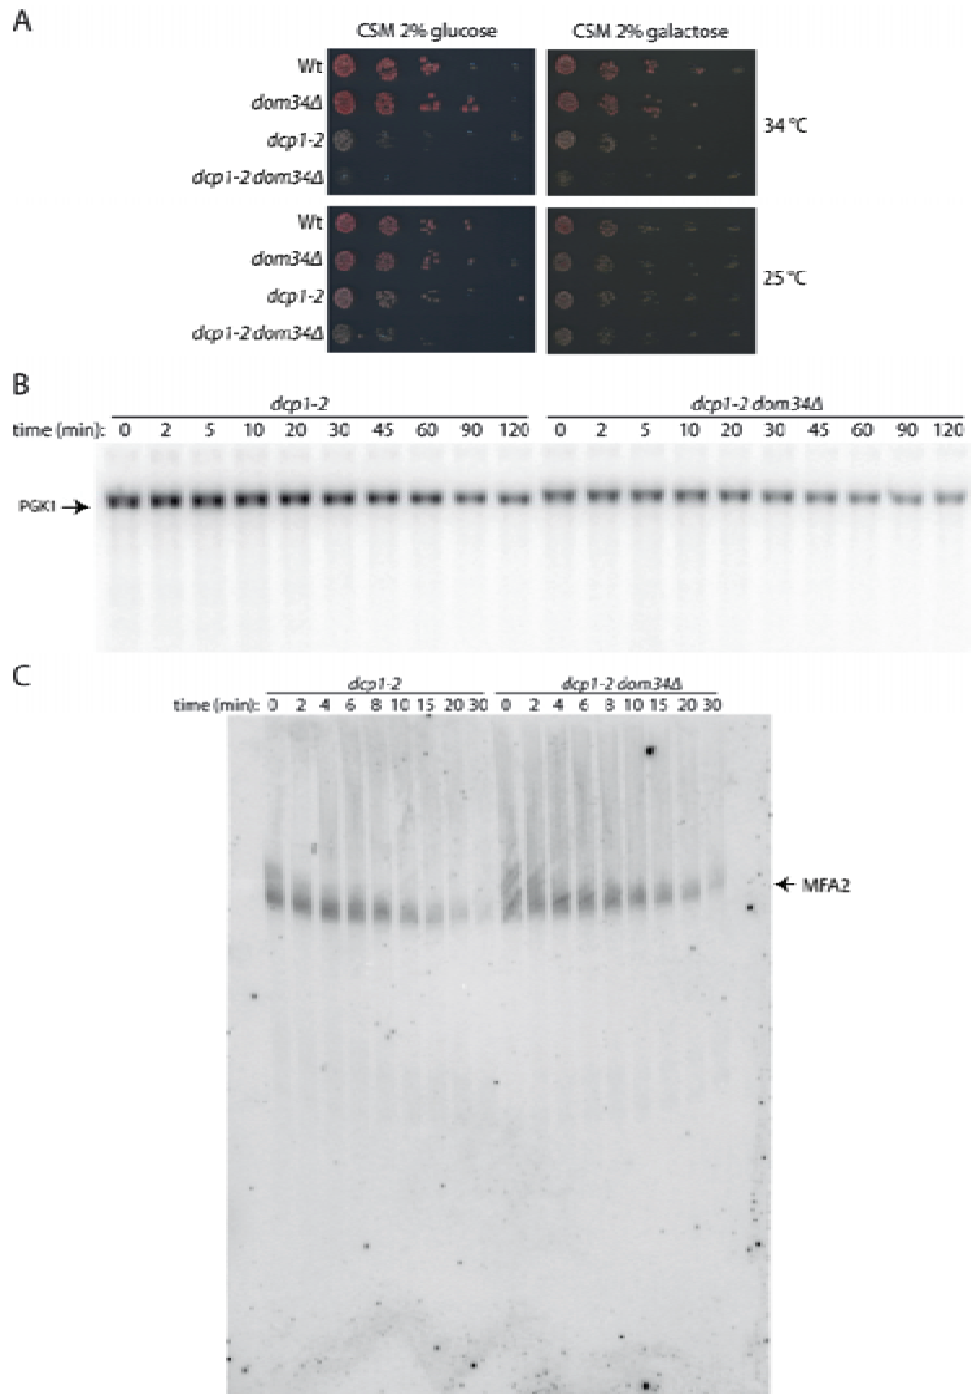 A
CSM 2% glucose CSM 2% galactose
Wt
dom34Δ
dcp1-2
dcp1-2 dom34Δ
34 °C
Wt
dom34Δ
dcp1-2
dcp1-2 dom34Δ
25 °C
B
dcp1-2 dcp1-2 dom34Δ
time (min): 0 2 5 10 20 30 45 60 90 120 0 2 5 10 20 30 45 60 90 120
PGK1
C
dcp1-2 dcp1-2 dom34Δ
time (min): 0 2 4 6 8 10 15 20 30 0 2 4 6 8 10 15 20 30
MFA2